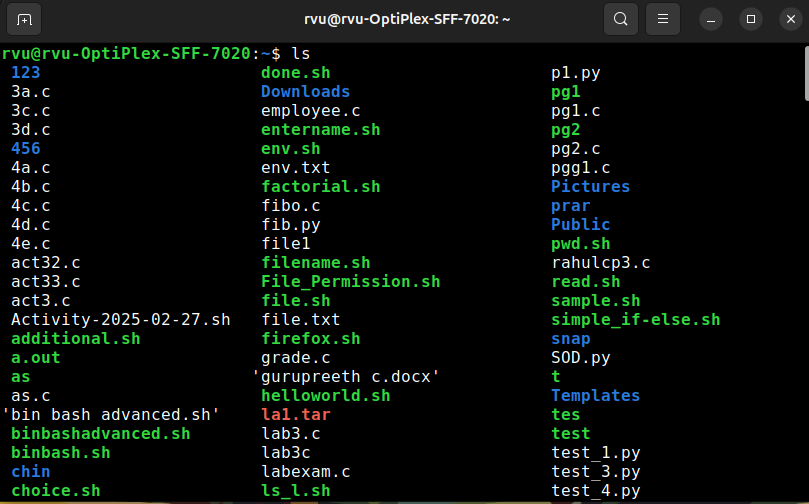 rvu@rvu-OptiPlex-SFF-7020: ~
rvu@rvu-OptiPlex-SFF-7020:~$ ls
123 done.sh p1.py
3a.c Downloads pg1
3c.c employee.c pg1.c
3d.c entername.sh pg2
456 env.sh pg2.c
4a.c env.txt pgg1.c
4b.c factorial.sh Pictures
4c.c fibo.c prar
4d.c fib.py Public
4e.c file1 pwd.sh
act32.c filename.sh rahulcp3.c
act33.c File_Permission.sh read.sh
act3.c file.sh sample.sh
Activity-2025-02-27.sh file.txt simple_if-else.sh
additional.sh firefox.sh snap
a.out grade.c SOD.py
as 'gurupreeth c.docx' t
as.c helloworld.sh Templates
'bin bash advanced.sh' la1.tar tes
binbashadvanced.sh lab3.c test
binbash.sh lab3c test_1.py
chin labexam.c test_3.py
choice.sh ls_l.sh test_4.py